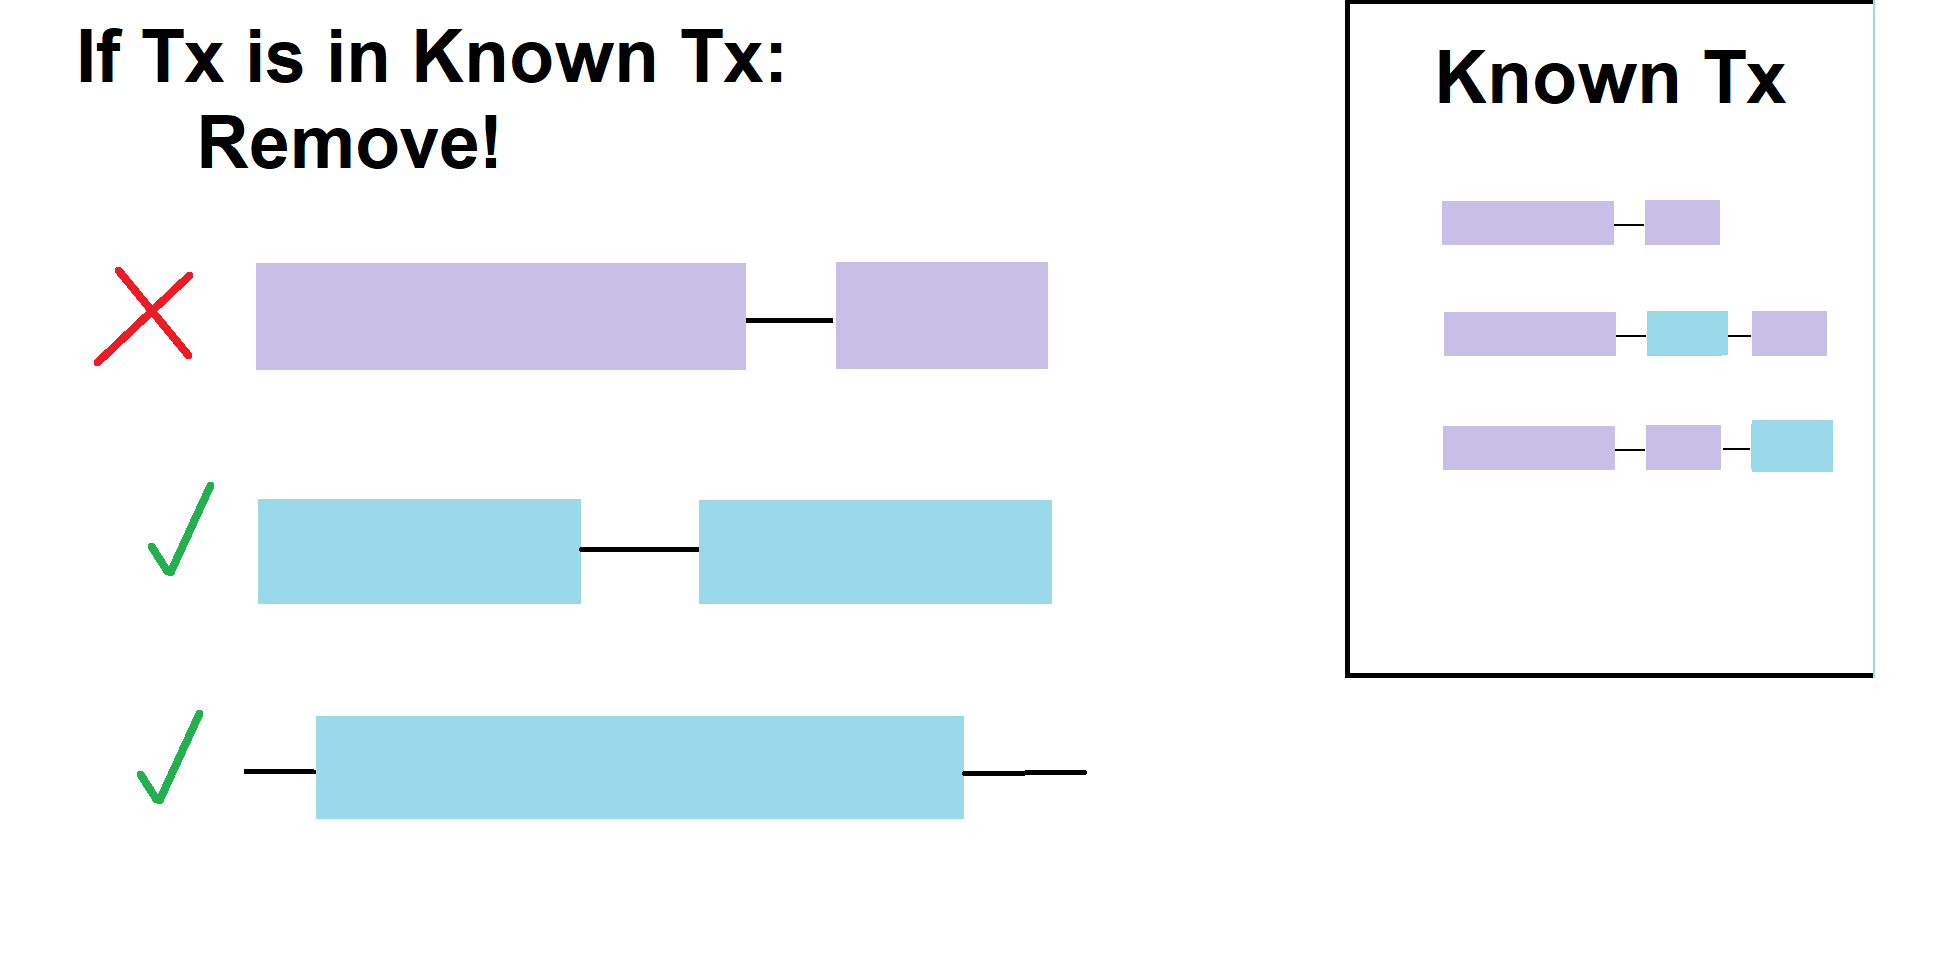 If Tx is in Known Tx:
Remove!
Known Tx